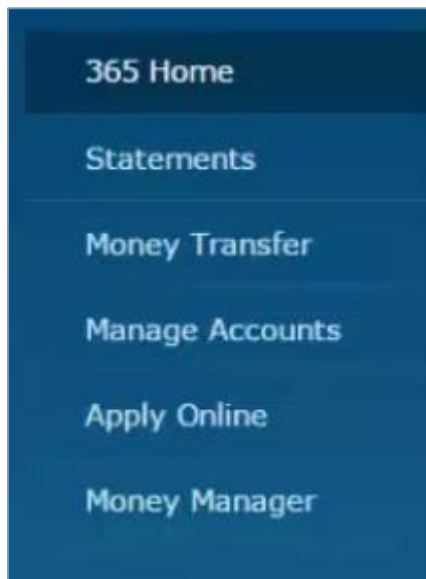 365 Home
Statements
Money Transfer
Manage Accounts
Apply Online
Money Manager